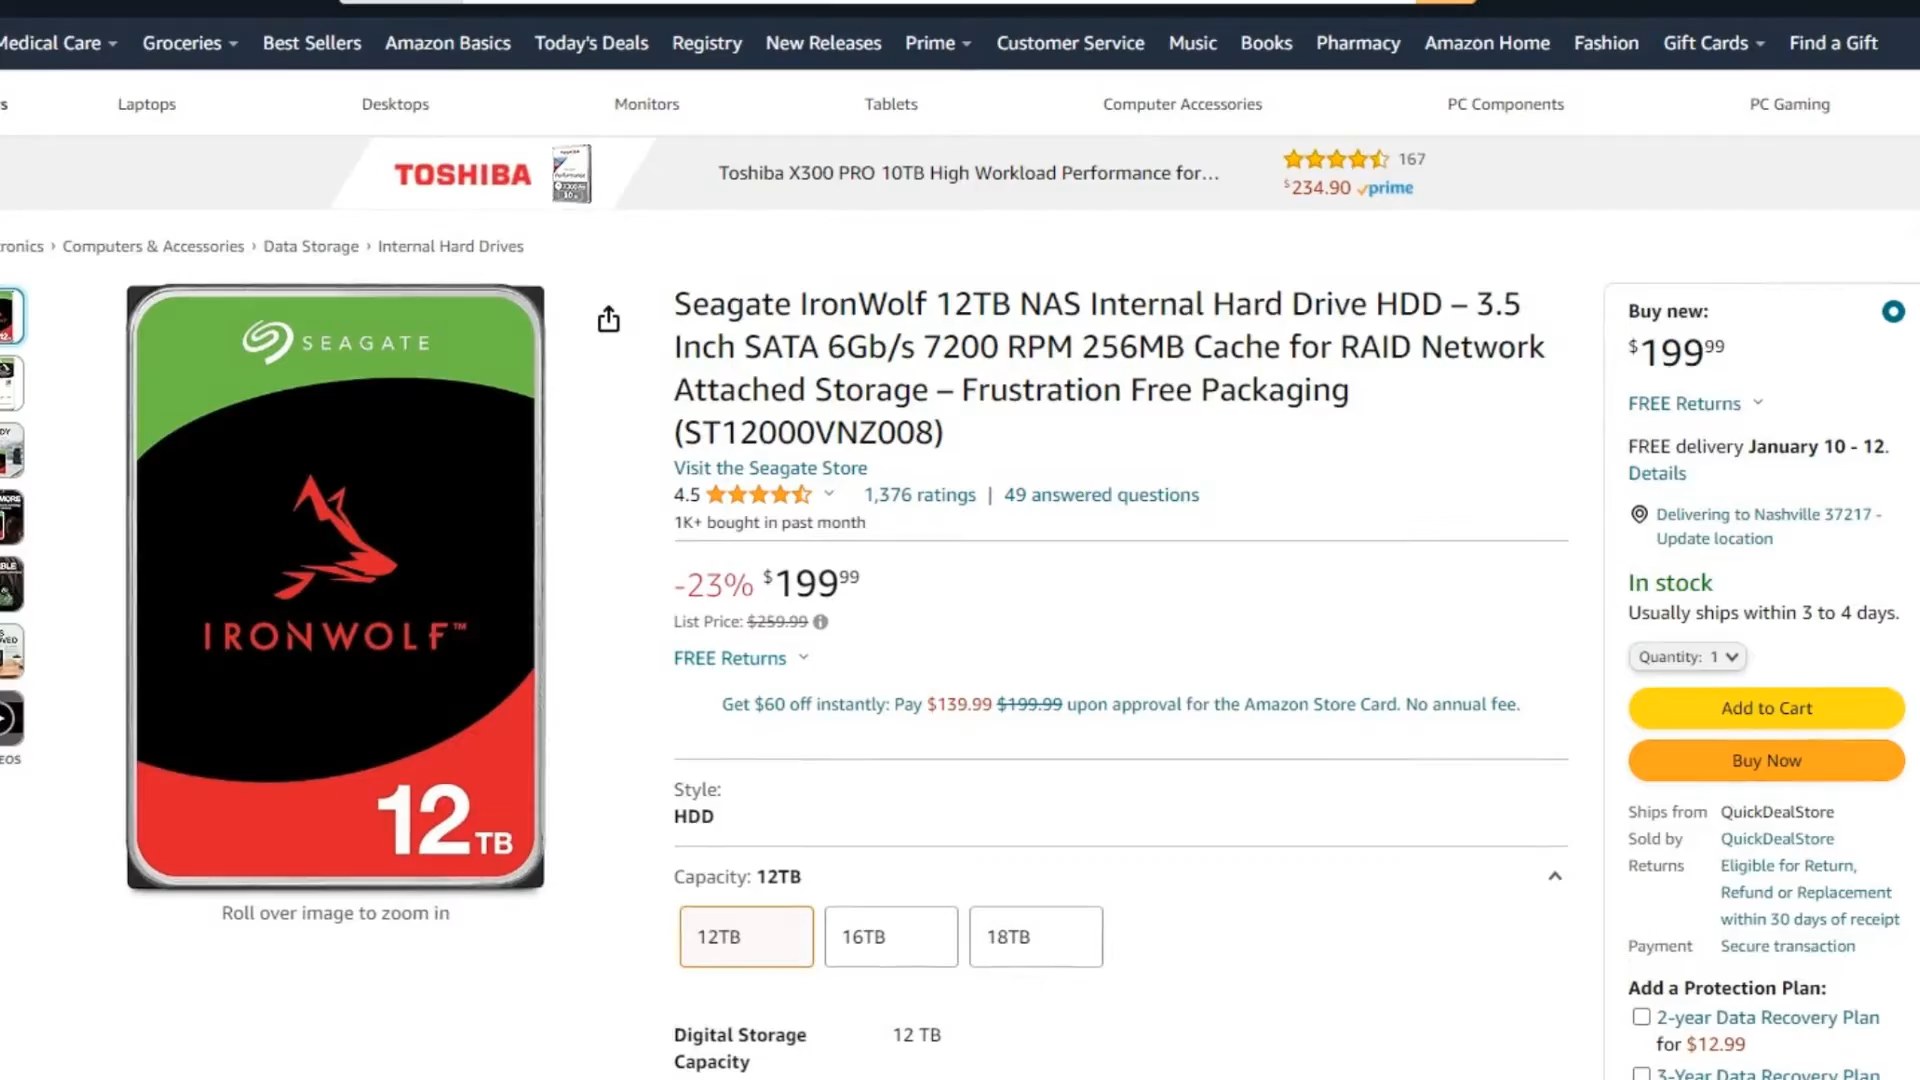 Medical Care
Groceries
Best Sellers
Amazon Basics
Today's Deals
Registry
New Releases
Prime
Customer Service
Music
Books
Pharmacy
Amazon Home
Fashion
Gift Cards
Find a Gift
s
Laptops
Desktops
Monitors
Tablets
Computer Accessories
PC Components
PC Gaming
TOSHIBA
Toshiba X300 PRO 10TB High Workload Performance for...
167
$234.90 prime
ronics › Computers & Accessories › Data Storage › Internal Hard Drives
SEAGATE
IRONWOLF™
12TB
Roll over image to zoom in
EOS
Seagate IronWolf 12TB NAS Internal Hard Drive HDD – 3.5
Inch SATA 6Gb/s 7200 RPM 256MB Cache for RAID Network
Attached Storage – Frustration Free Packaging
(ST12000VNZ008)
Visit the Seagate Store
4.5
1,376 ratings | 49 answered questions
1K+ bought in past month
-23% $199 99
List Price: $259.99
FREE Returns
Get $60 off instantly: Pay $139.99 $199.99 upon approval for the Amazon Store Card. No annual fee.
Style:
HDD
Capacity: 12TB
12TB
16TB
18TB
Digital Storage
Capacity
12 TB
Buy new:
$199 99
FREE Returns
FREE delivery January 10 - 12.
Details
Delivering to Nashville 37217 -
Update location
In stock
Usually ships within 3 to 4 days.
Quantity: 1
Add to Cart
Buy Now
Ships from QuickDealStore
Sold by QuickDealStore
Returns Eligible for Return,
Refund or Replacement
within 30 days of receipt
Payment Secure transaction
Add a Protection Plan:
2-year Data Recovery Plan
for $12.99
3-Year Data Recovery Plan